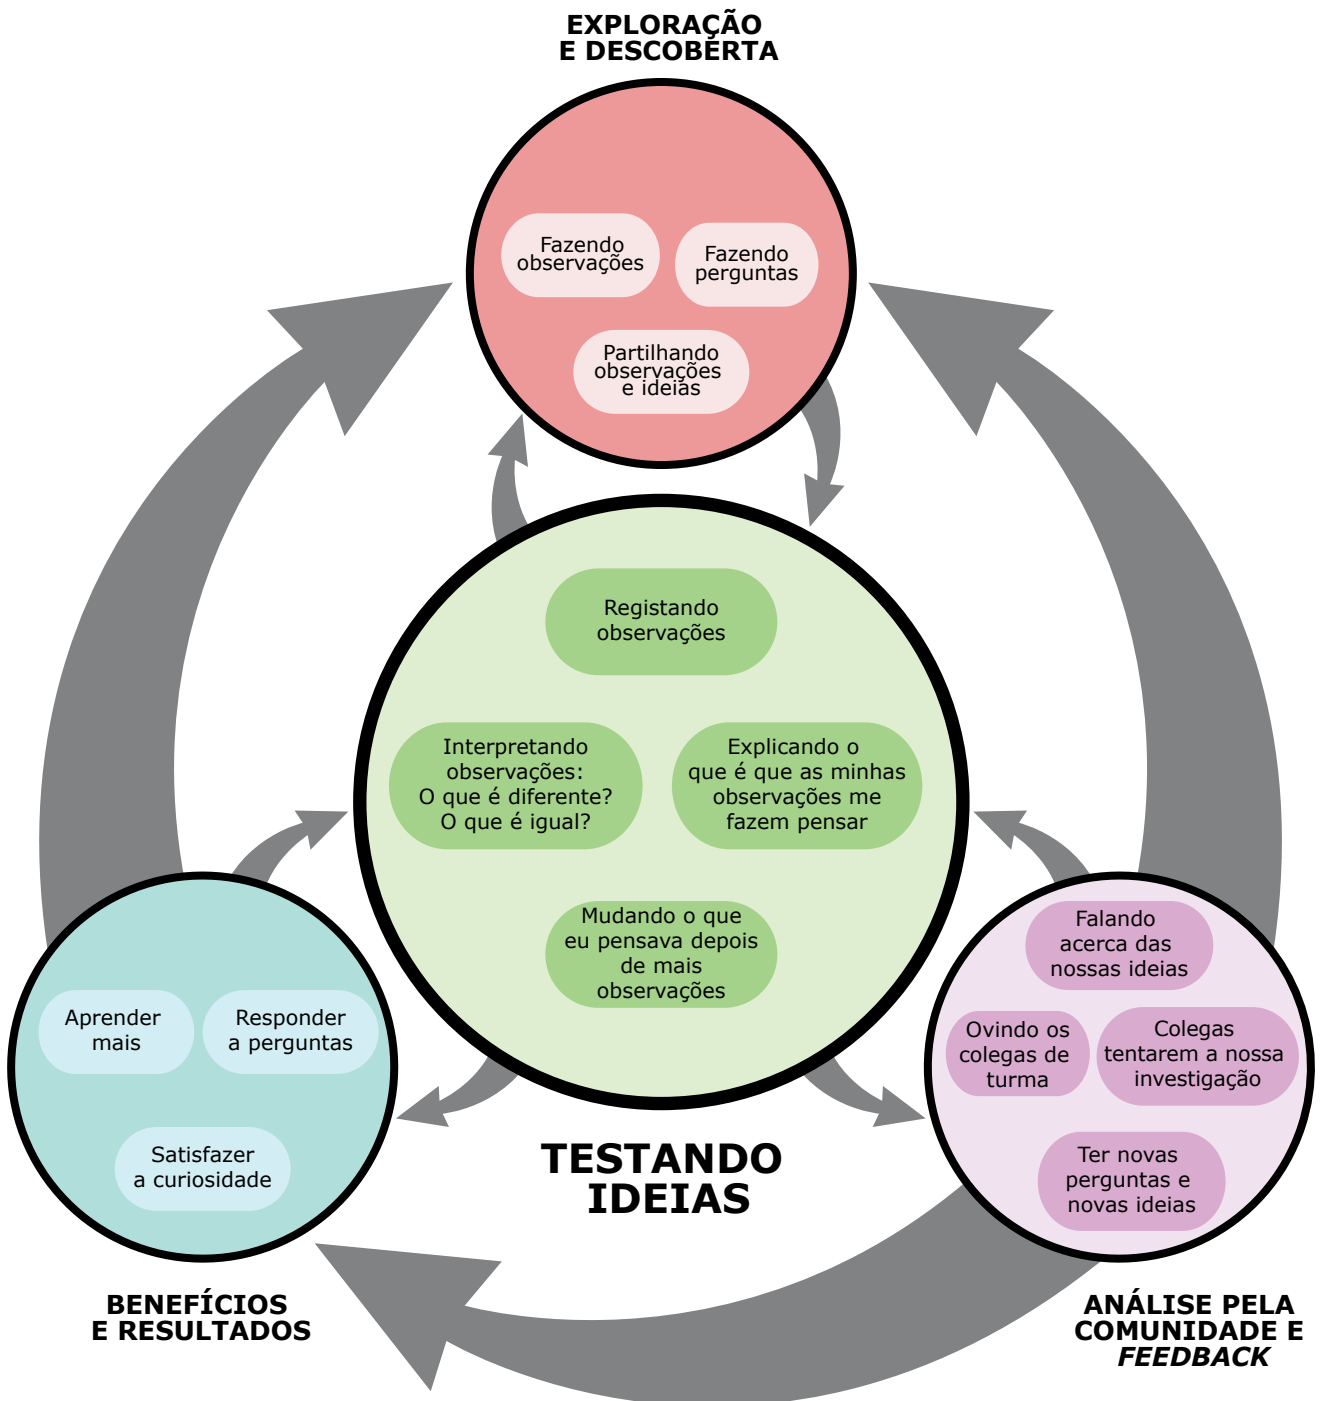 EXPLORAÇÃO
E DESCOBERTA
Fazendo
observações
Fazendo
perguntas
Partilhando
observações
e ideias
Registando
observações
Interpretando
observações:
O que é diferente?
O que é igual?
Explicando o
que é que as minhas
observações me
fazem pensar
Mudando o que
eu pensava depois
de mais
observações
TESTANDO
IDEIAS
Aprender
mais
Responder
a perguntas
Satisfazer
a curiosidade
BENEFÍCIOS
E RESULTADOS
Falando
acerca das
nossas ideias
Ovindo os
colegas de
turma
Colegas
tentarem a nossa
investigação
Ter novas
perguntas e
novas ideias
ANÁLISE PELA
COMUNIDADE E
FEEDBACK